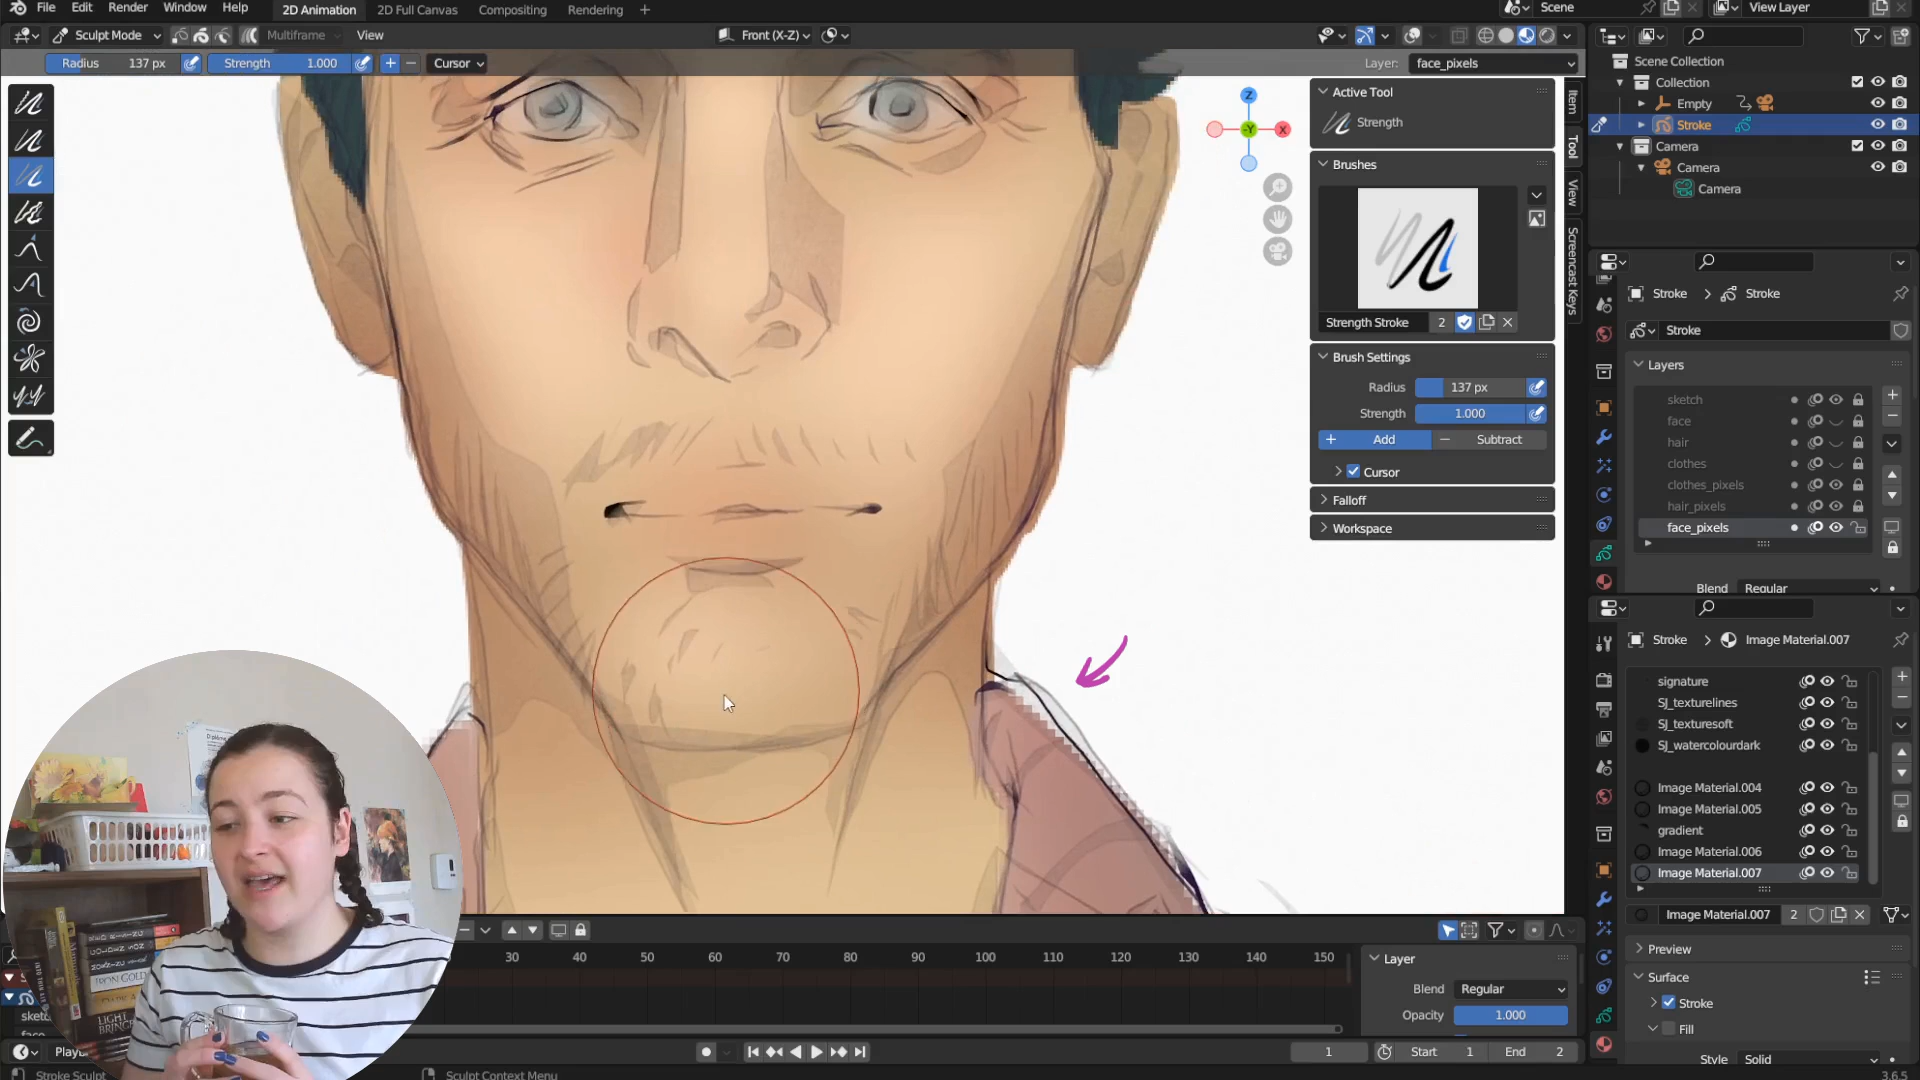 File Edit Render Window Help 2D Animation 2D Full Canvas Compositing Rendering + Scene View Layer
Sculpt Mode Multiframe View Front (X-Z)
Radius 137 px Strength 1.000 + − Cursor Layer: face_pixels
Z
-Y
X
Active Tool
Strength
Brushes
Strength Stroke 2
Brush Settings
Radius 137 px
Strength 1.000
+ Add − Subtract
Cursor
Falloff
Workspace
Item
Tool
View
Screencast Keys
Scene Collection
Collection
Empty
Stroke
Camera
Camera
Camera
Stroke > Stroke
Stroke
Layers
sketch
face
hair
clothes
clothes_pixels
hair_pixels
face_pixels
Blend Regular
Stroke > Image Material.007
signature
SJ_texturelines
SJ_texturesoft
SJ_watercolourdark
Image Material.004
Image Material.005
gradient
Image Material.006
Image Material.007
Image Material.007 2
Preview
Surface
Stroke
Fill
Style Solid
30 40 50 60 70 80 90 100 110 120 130 140 150
Layer
Blend Regular
Opacity 1.000
1 Start 1 End 2
Stroke Sculpt Sculpt Context Menu 3.6.5
IRON GOLD
LIGHT
BRINGER